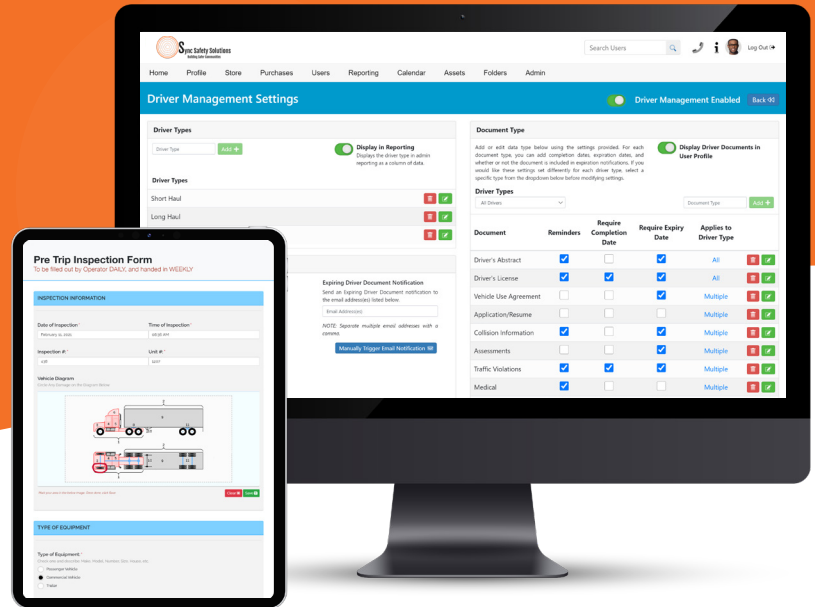 Sync Safety Solutions
Building Safer Communities
Search Users
Log Out
Home Profile Store Purchases Users Reporting Calendar Assets Folders Admin
Driver Management Settings
Driver Management Enabled Back
Driver Types
Driver Type
Add +
Display in Reporting
Displays the driver type in admin
reporting as a column of data.
Driver Types
Short Haul
Long Haul
Expiring Driver Document Notification
Send an Expiring Driver Document notification to
the email address(es) listed below.
Email Address(es)
NOTE: Separate multiple email addresses with a
comma.
Manually Trigger Email Notification
Document Type
Add or edit data type below using the settings provided. For each
document type, you can add completion dates, expiration dates, and
whether or not the document is included in expiration notifications. If you
would like these settings set differently for each driver type, select a
specific type from the dropdown below before modifying settings.
Display Driver Documents in
User Profile
Driver Types
All Drivers
Document Type
Add +
Document Reminders Require Completion Date Require Expiry Date Applies to Driver Type
Driver's Abstract All
Driver's License All
Vehicle Use Agreement Multiple
Application/Resume Multiple
Collision Information Multiple
Assessments Multiple
Traffic Violations Multiple
Medical Multiple
Pre Trip Inspection Form
To be filled out by Operator DAILY, and handed in WEEKLY
INSPECTION INFORMATION
Date of Inspection * Time of Inspection *
Inspection # * Unit # *
Vehicle Diagram
Clear Save
TYPE OF EQUIPMENT
Type of Equipment: *
Passenger Vehicle
Commercial Vehicle
Trailer